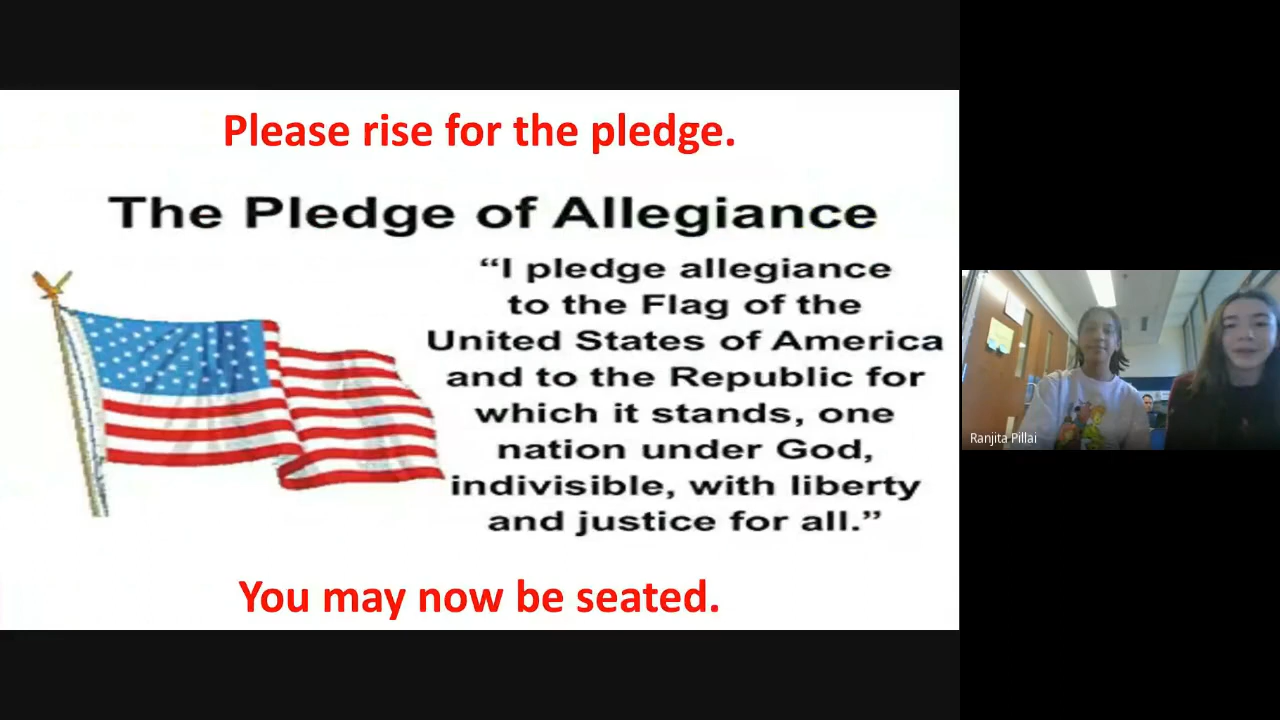 Please rise for the pledge.
The Pledge of Allegiance
“I pledge allegiance
to the Flag of the
United States of America
and to the Republic for
which it stands, one
nation under God,
indivisible, with liberty
and justice for all.”
You may now be seated.
Ranjita Pillai